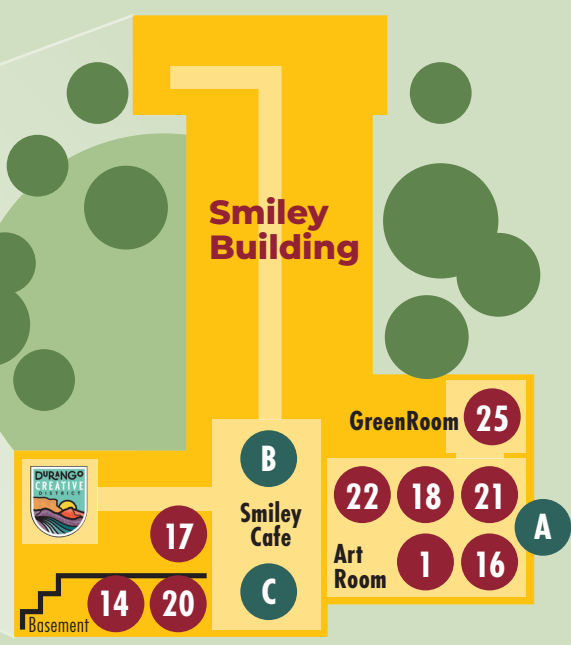 Smiley
Building
GreenRoom
25
B
22
18
21
A
DURANGO
CREATIVE
DISTRICT
17
Smiley
Cafe
Art
Room
1
16
C
14
20
Basement